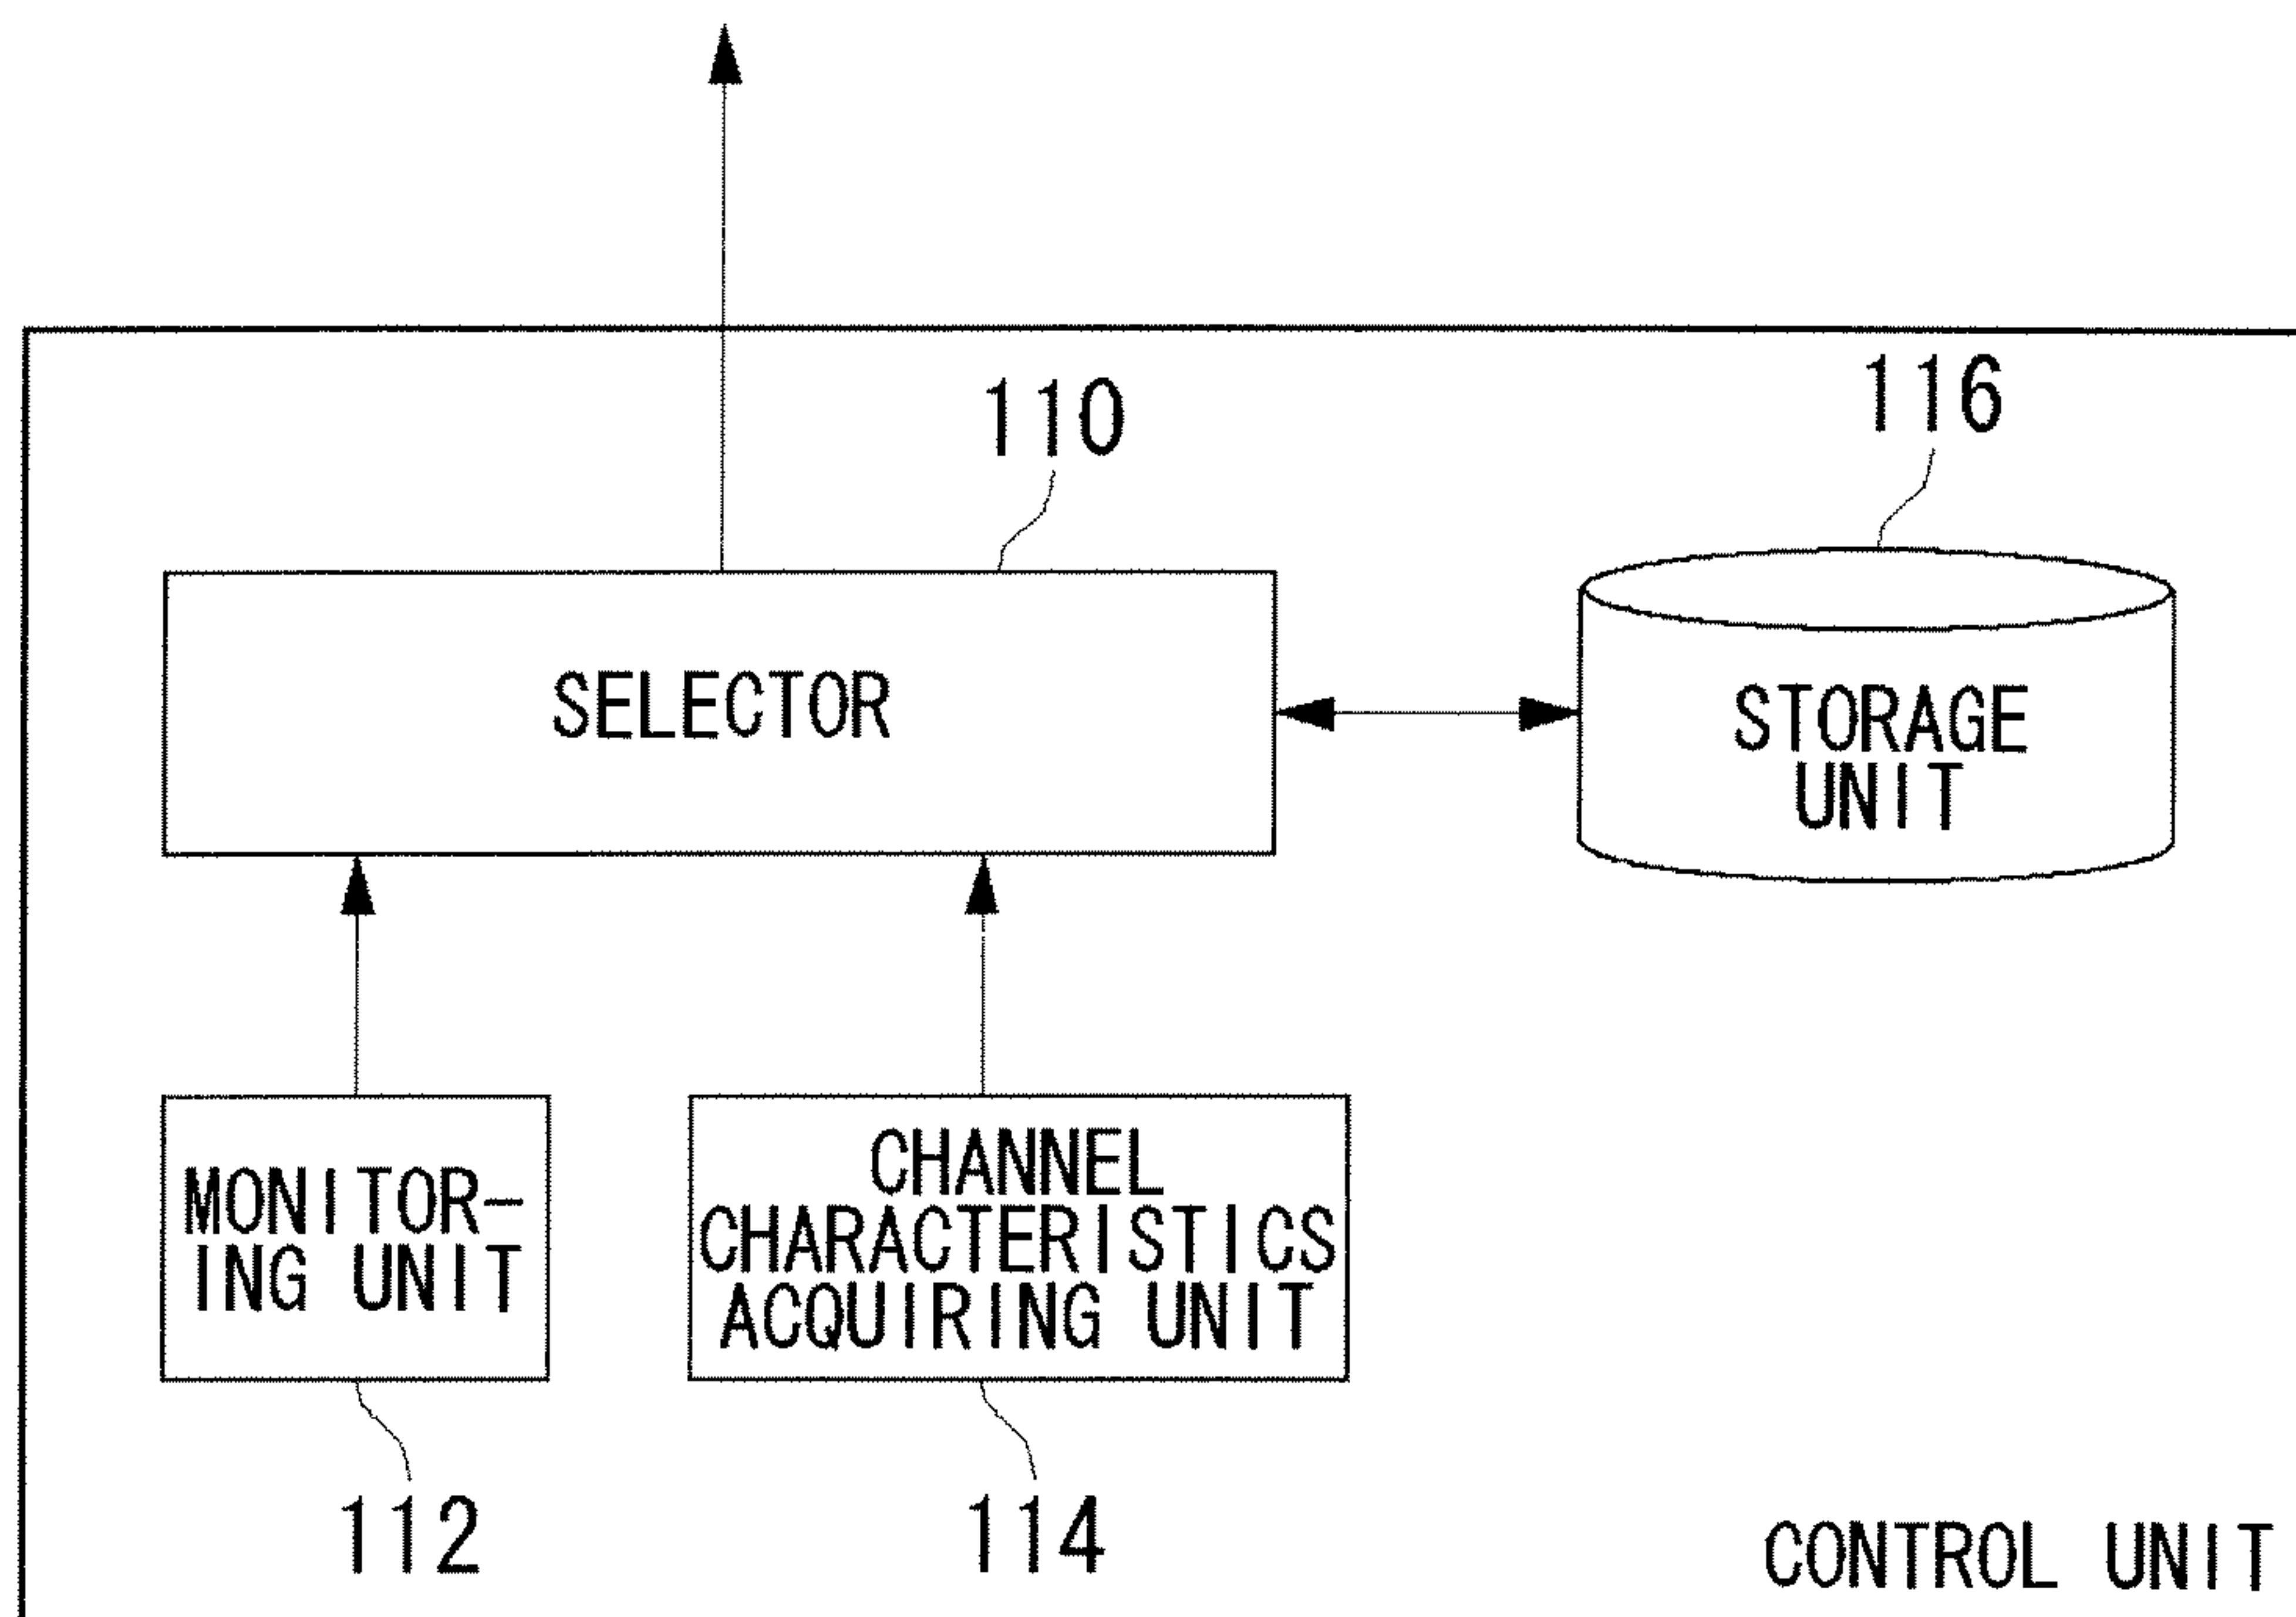 110
116
SELECTOR
STORAGE
UNIT
MONITOR-
ING UNIT
CHANNEL
CHARACTERISTICS
ACQUIRING UNIT
112
114
CONTROL UNIT